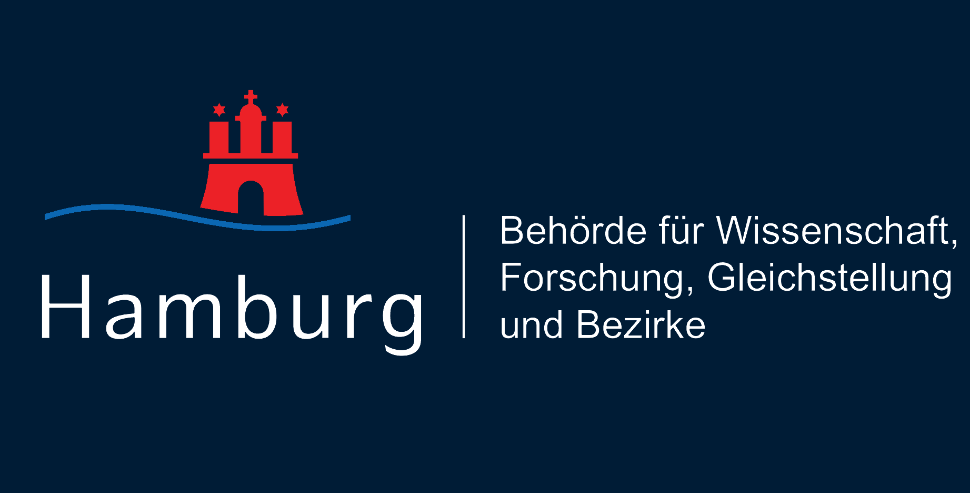 Hamburg
Behörde für Wissenschaft,
Forschung, Gleichstellung
und Bezirke